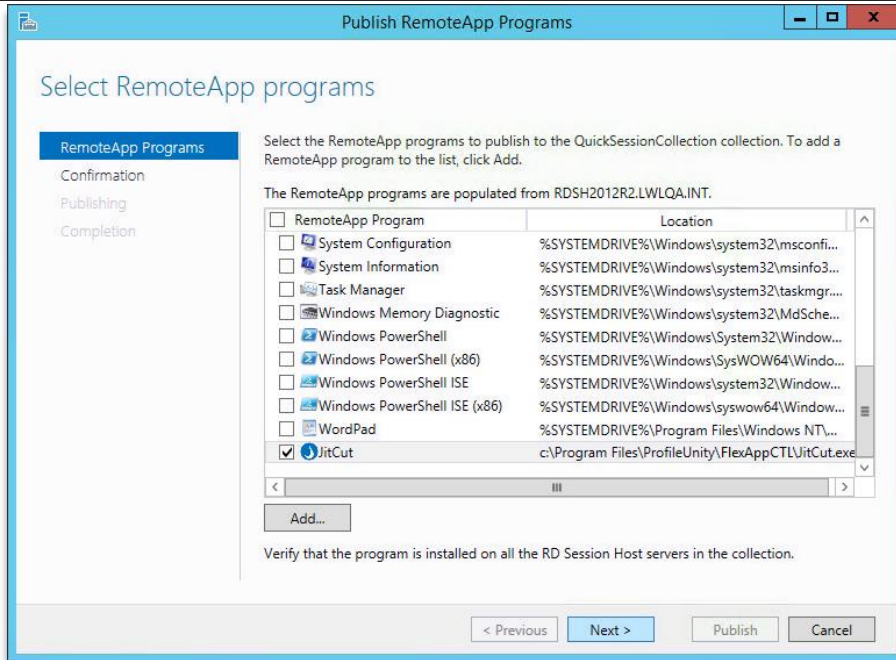 Publish RemoteApp Programs
Select RemoteApp programs
RemoteApp Programs
Confirmation
Publishing
Completion
Select the RemoteApp programs to publish to the QuickSessionCollection collection. To add a
RemoteApp program to the list, click Add.
The RemoteApp programs are populated from RDSH2012R2.LWLQA.INT.
RemoteApp Program Location
System Configuration %SYSTEMDRIVE%\Windows\system32\msconfi...
System Information %SYSTEMDRIVE%\Windows\system32\msinfo3...
Task Manager %SYSTEMDRIVE%\Windows\system32\taskmgr....
Windows Memory Diagnostic %SYSTEMDRIVE%\Windows\system32\MdSche...
Windows PowerShell %SYSTEMDRIVE%\Windows\System32\Window...
Windows PowerShell (x86) %SYSTEMDRIVE%\Windows\SysWOW64\Windo...
Windows PowerShell ISE %SYSTEMDRIVE%\Windows\system32\Window...
Windows PowerShell ISE (x86) %SYSTEMDRIVE%\Windows\syswow64\Window...
WordPad %SYSTEMDRIVE%\Program Files\Windows NT\...
JitCut c:\Program Files\ProfileUnity\FlexAppCTL\JitCut.exe
Add...
Verify that the program is installed on all the RD Session Host servers in the collection.
< Previous Next > Publish Cancel